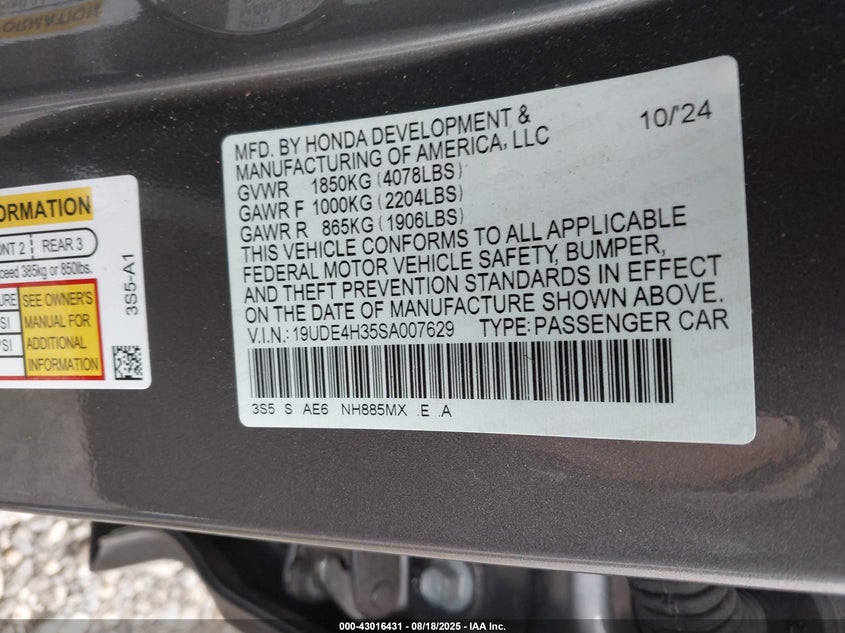 MFD. BY HONDA DEVELOPMENT & 10/'24
MANUFACTURING OF AMERICA, LLC
GVWR 1850KG (4078LBS)
GAWR F 1000KG (2204LBS)
GAWR R 865KG (1906LBS)
THIS VEHICLE CONFORMS TO ALL APPLICABLE
FEDERAL MOTOR VEHICLE SAFETY, BUMPER,
AND THEFT PREVENTION STANDARDS IN EFFECT
ON THE DATE OF MANUFACTURE SHOWN ABOVE.
V.I.N.: 19UDE4H35SA007629 TYPE: PASSENGER CAR
3S5 S AE6 NH885MX .E .A
REAR 3
385kg or 850lbs.
SEE OWNER'S
MANUAL FOR
ADDITIONAL
INFORMATION
3S5-A1
000-43016431 - 08/18/2025 - IAA Inc.